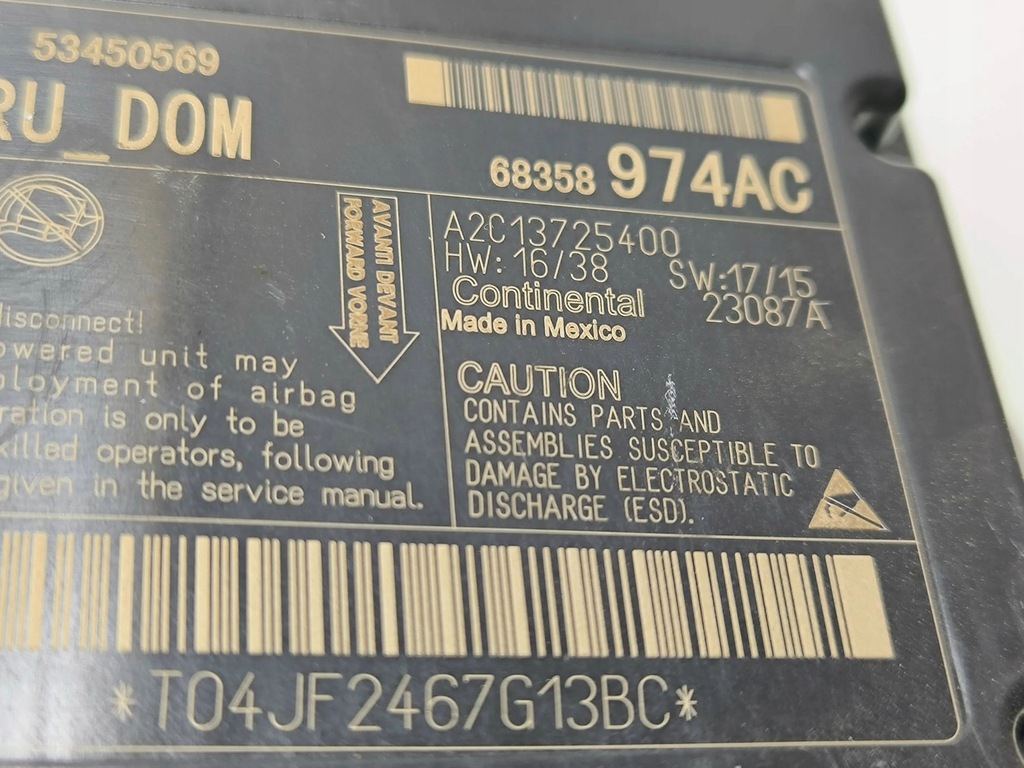 53450569
RU_DOM
68358 974AC
AVANTI DEVANT
FORWARD VORNE
A2C13725400
HW: 16/38 SW:17/15
Continental 23087A
Made in Mexico
disconnect!
owered unit may
ployment of airbag
ration is only to be
killed operators, following
given in the service manual.
CAUTION
CONTAINS PARTS AND
ASSEMBLIES SUSCEPTIBLE TO
DAMAGE BY ELECTROSTATIC
DISCHARGE (ESD).
*T04JF2467G13BC*